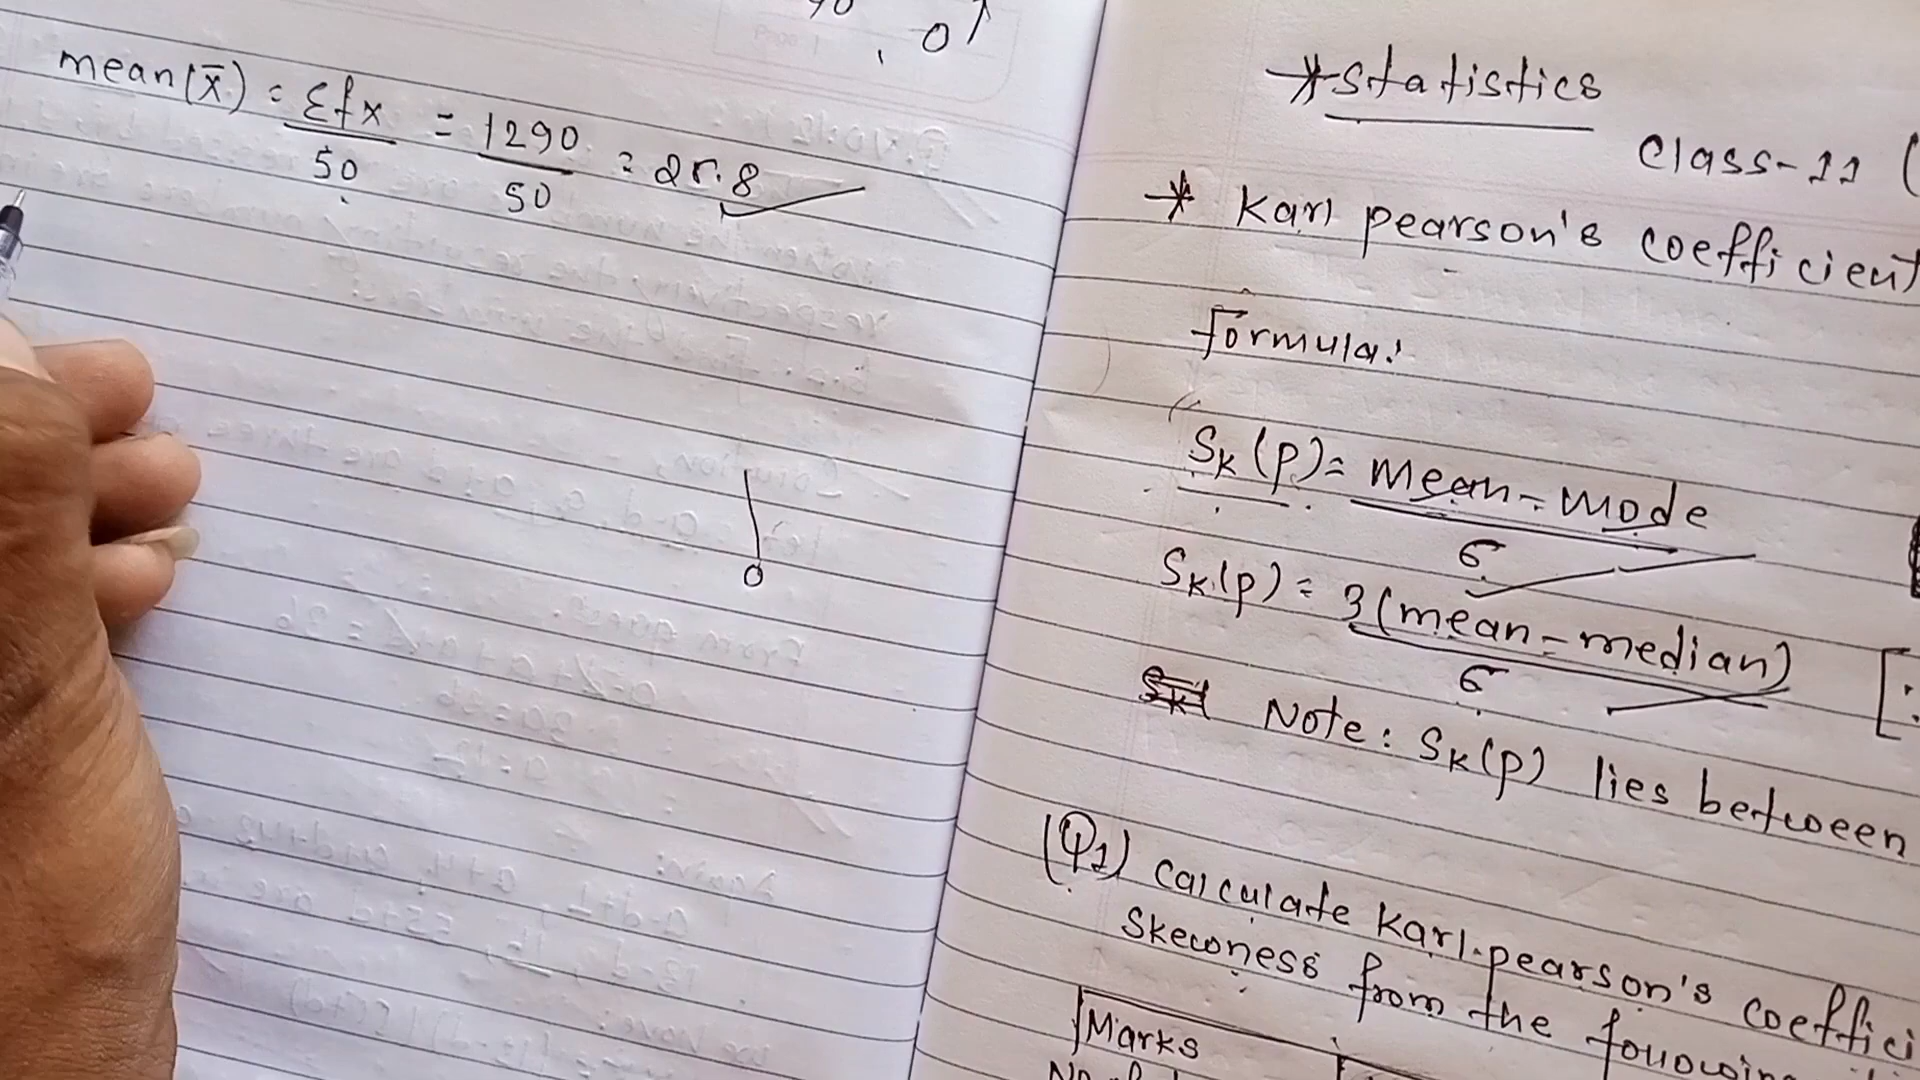 mean(x̄) = Σfx / 50 = 1290 / 50 = 25.8
0
* Statistics
Class-11 (
* Karl pearson's coefficient
formula:
Sk(p) = mean - mode / σ
Sk(p) = 3(mean - median) / σ [∵
Note: Sk(p) lies between
(Q1) calculate Karl.pearson's coeffici
Skewness from the following
Marks